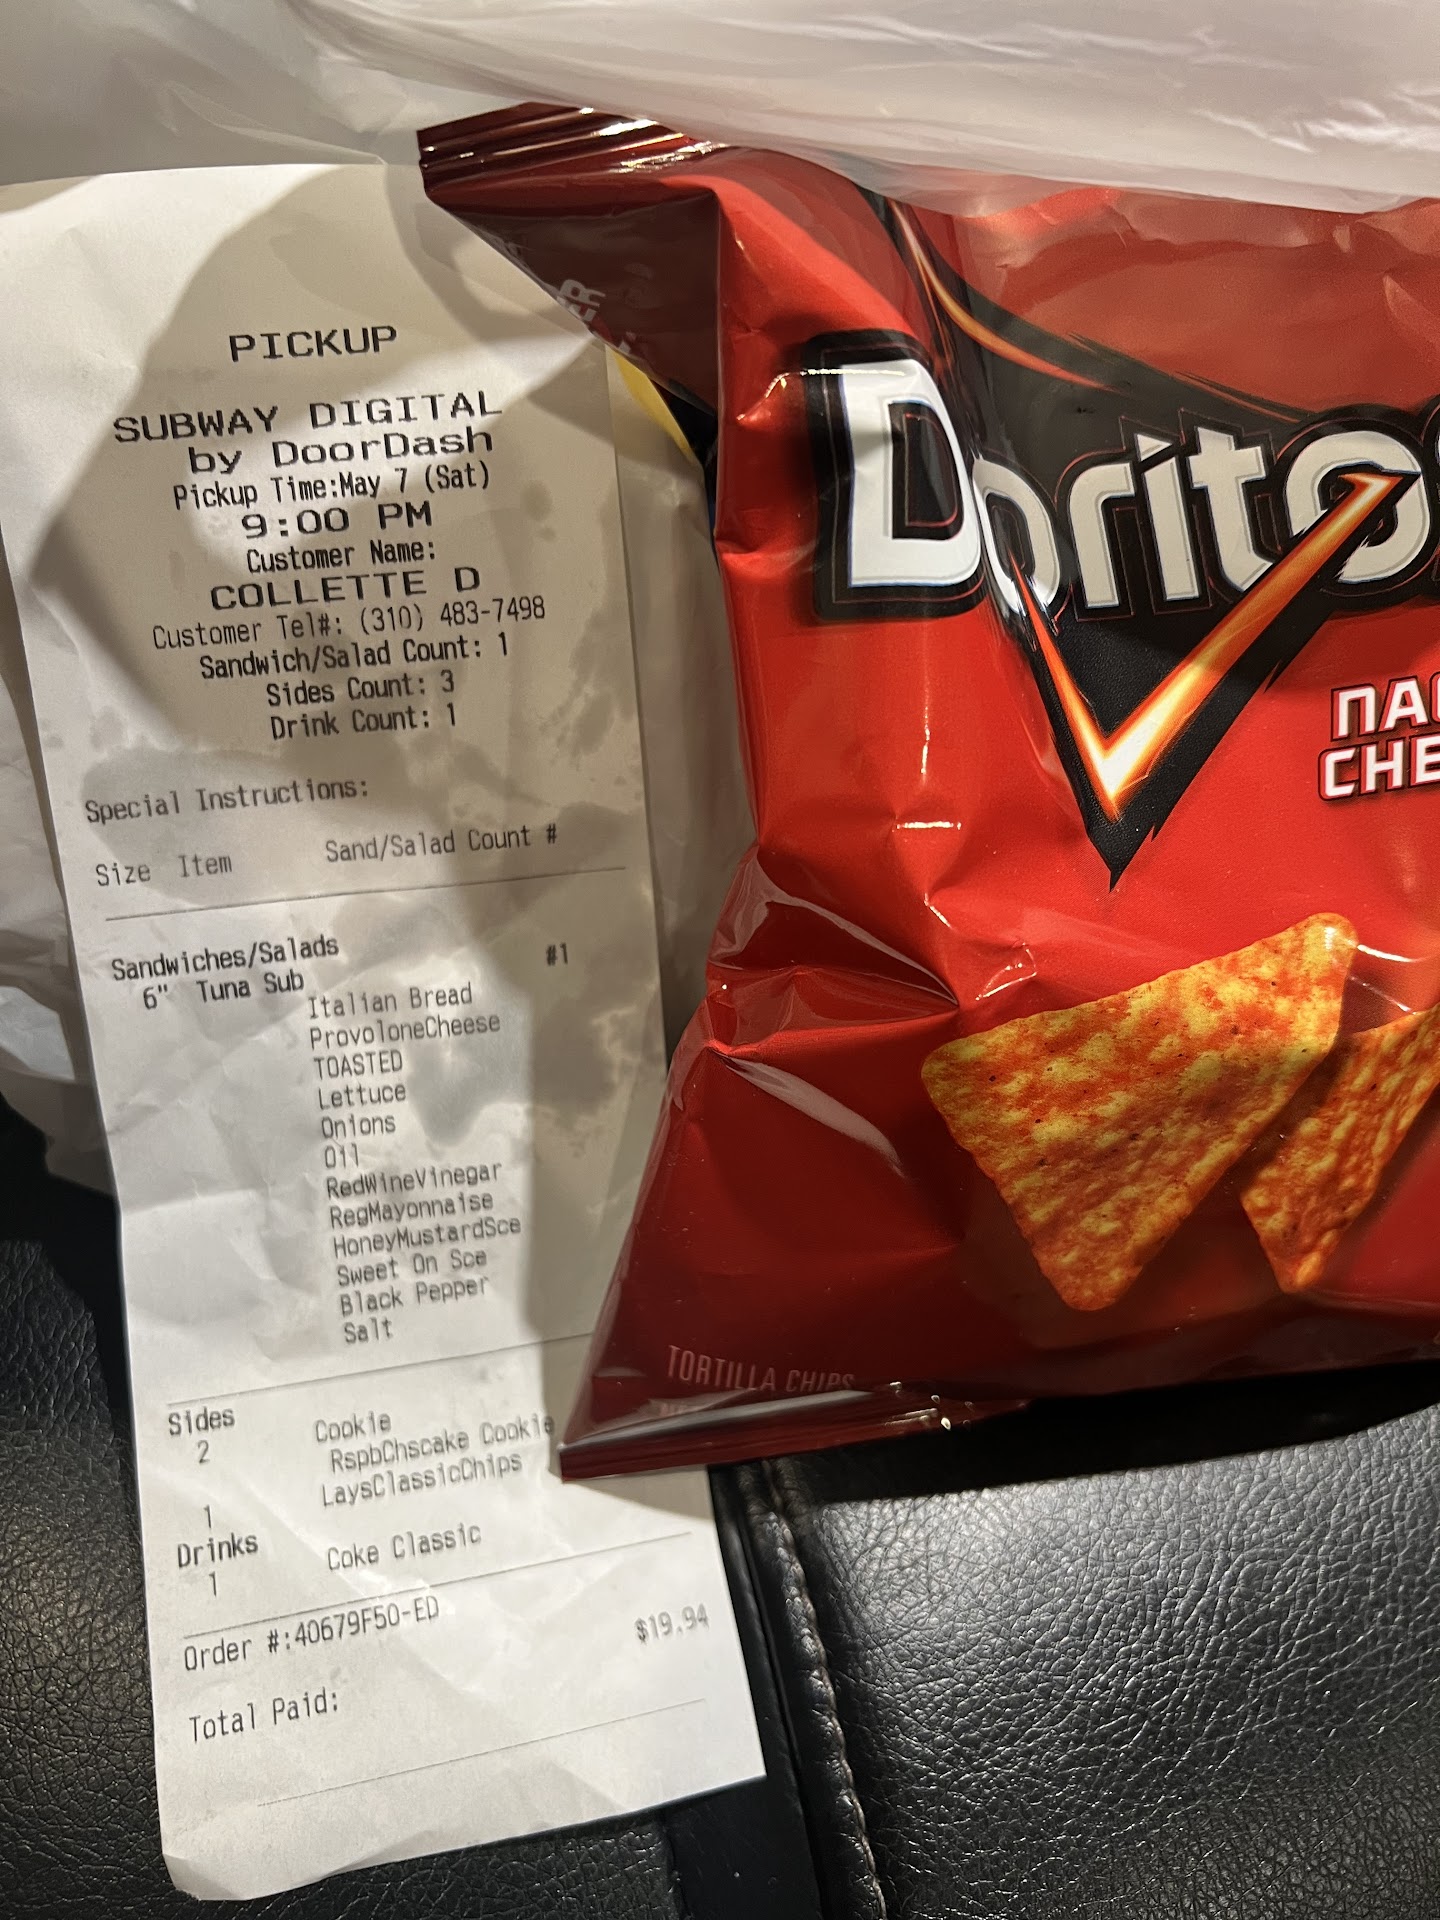 PICKUP
SUBWAY DIGITAL
by DoorDash
Pickup Time:May 7 (Sat)
9:00 PM
Customer Name:
COLLETTE D
Customer Tel#: (310) 483-7498
Sandwich/Salad Count: 1
Sides Count: 3
Drink Count: 1
Special Instructions:
Size Item Sand/Salad Count #
Sandwiches/Salads #1
6" Tuna Sub
Italian Bread
ProvoloneCheese
TOASTED
Lettuce
Onions
Oil
RedWineVinegar
RegMayonnaise
HoneyMustardSce
Sweet On Sce
Black Pepper
Salt
Sides
2 Cookie
RspbChscake Cookie
1 LaysClassicChips
Drinks
1 Coke Classic
Order #:40679F50-ED
Total Paid: $19.94
Doritos
NAC
CHE
TORTILLA CHIPS